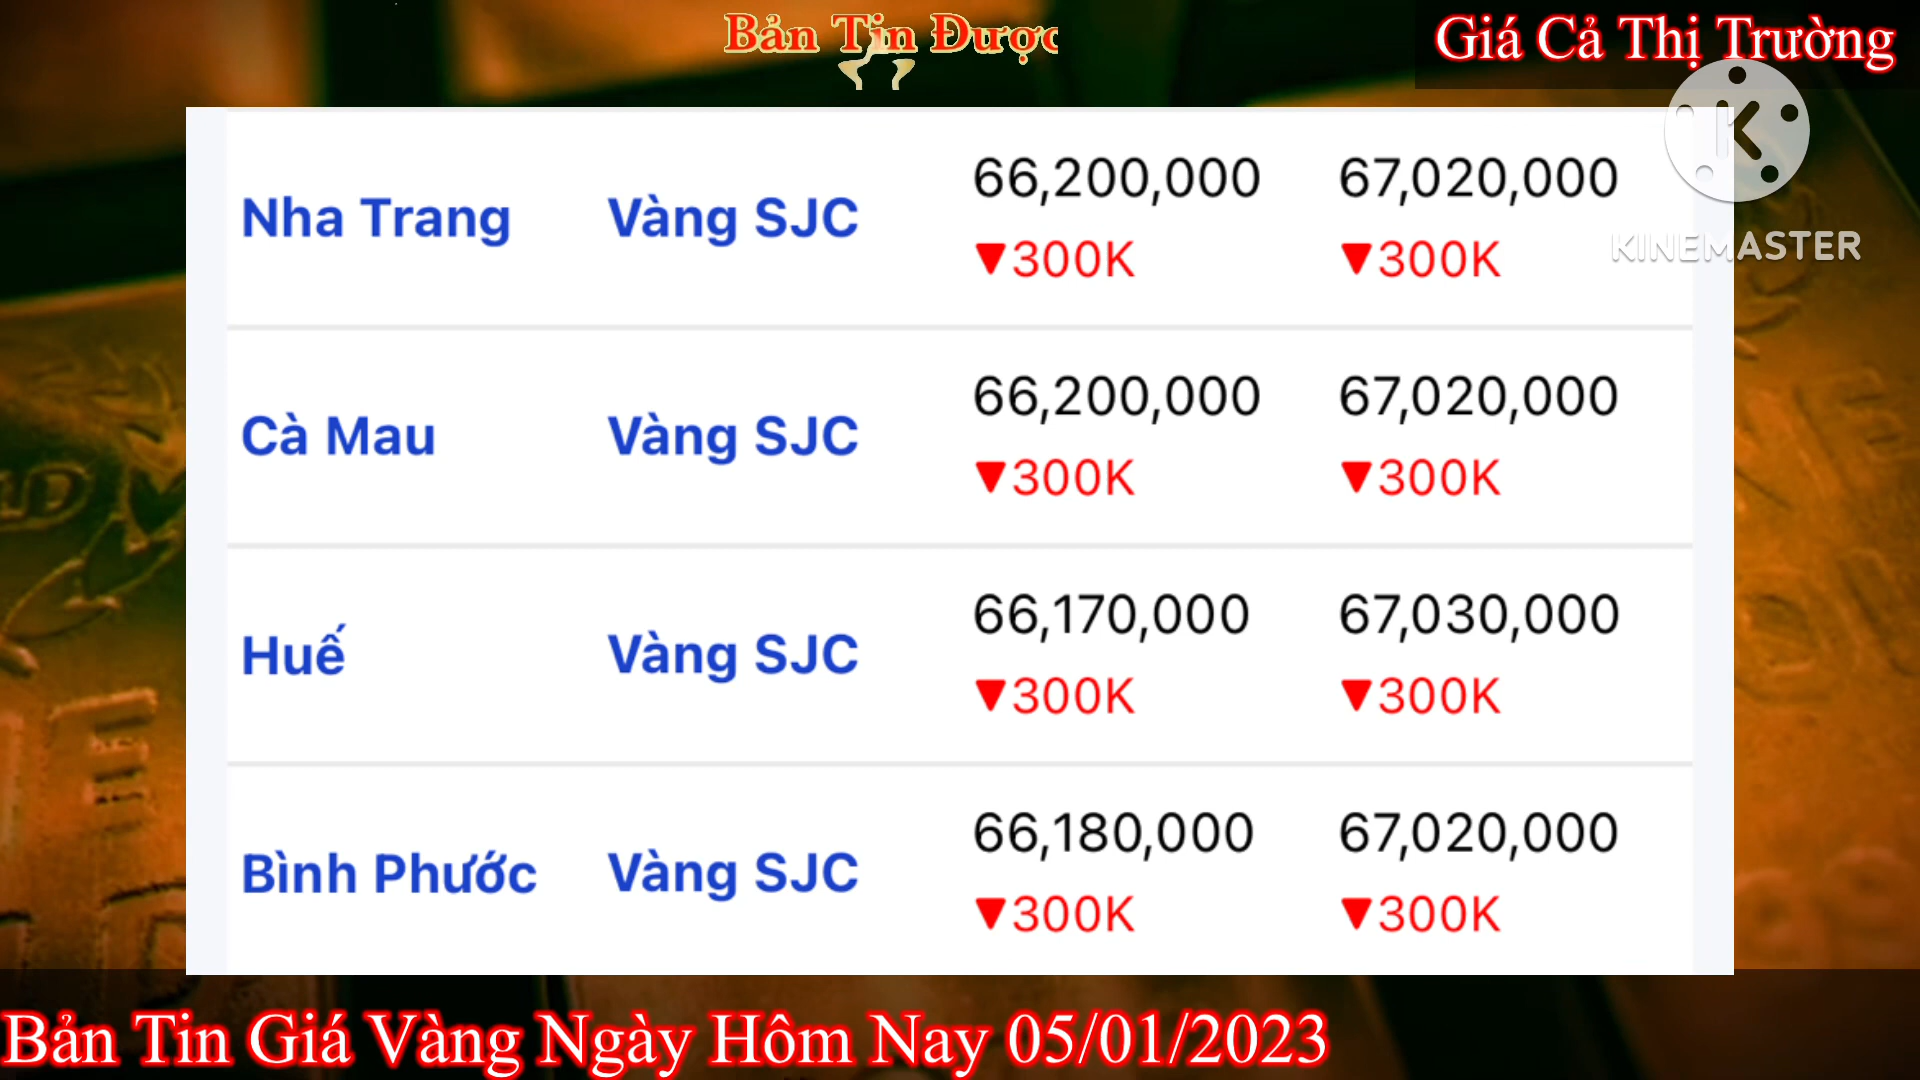 Bản Tin Được
Giá Cả Thị Trường
KINEMASTER
Nha Trang Vàng SJC 66,200,000 67,020,000
▼300K ▼300K
Cà Mau Vàng SJC 66,200,000 67,020,000
▼300K ▼300K
Huế Vàng SJC 66,170,000 67,030,000
▼300K ▼300K
Bình Phước Vàng SJC 66,180,000 67,020,000
▼300K ▼300K
Bản Tin Giá Vàng Ngày Hôm Nay 05/01/2023